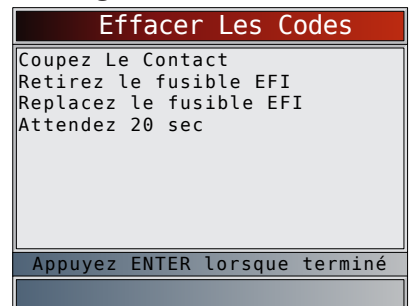 Effacer Les Codes
Coupez Le Contact
Retirez le fusible EFI
Replacez le fusible EFI
Attendez 20 sec
Appuyez ENTER lorsque terminé